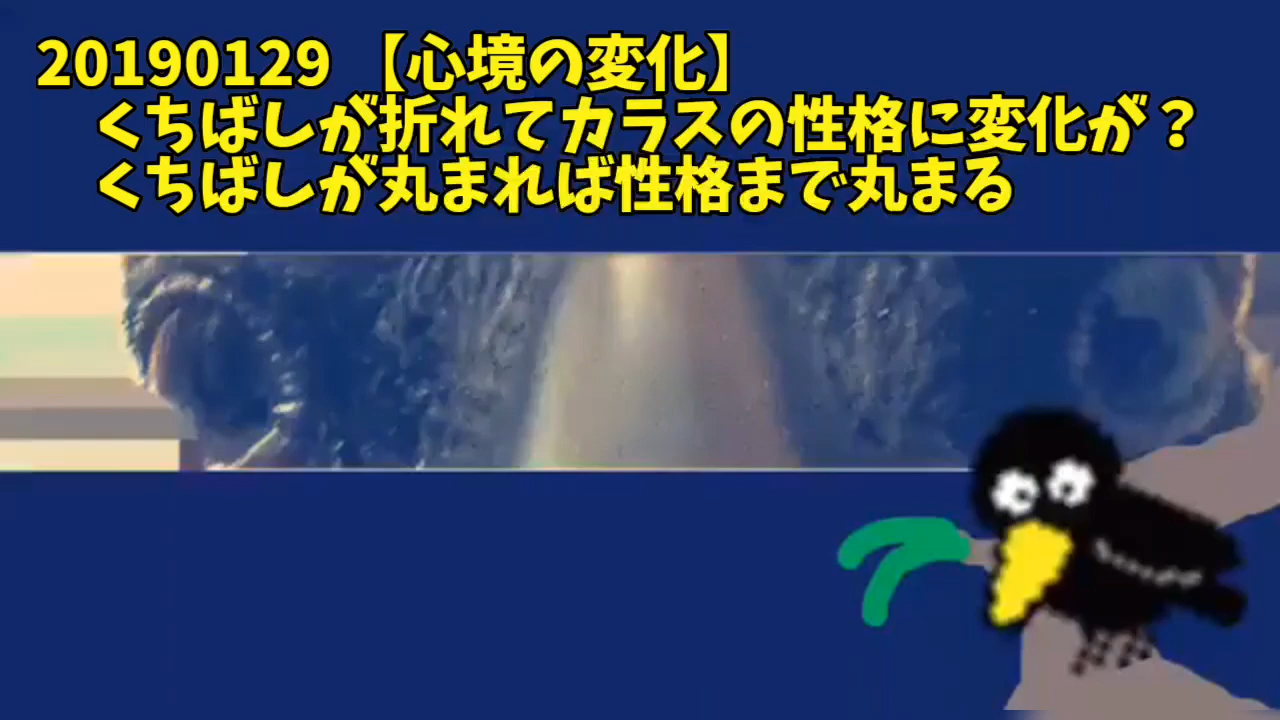 20190129 【心境の変化】
くちばしが折れてカラスの性格に変化が？
くちばしが丸まれば性格まで丸まる